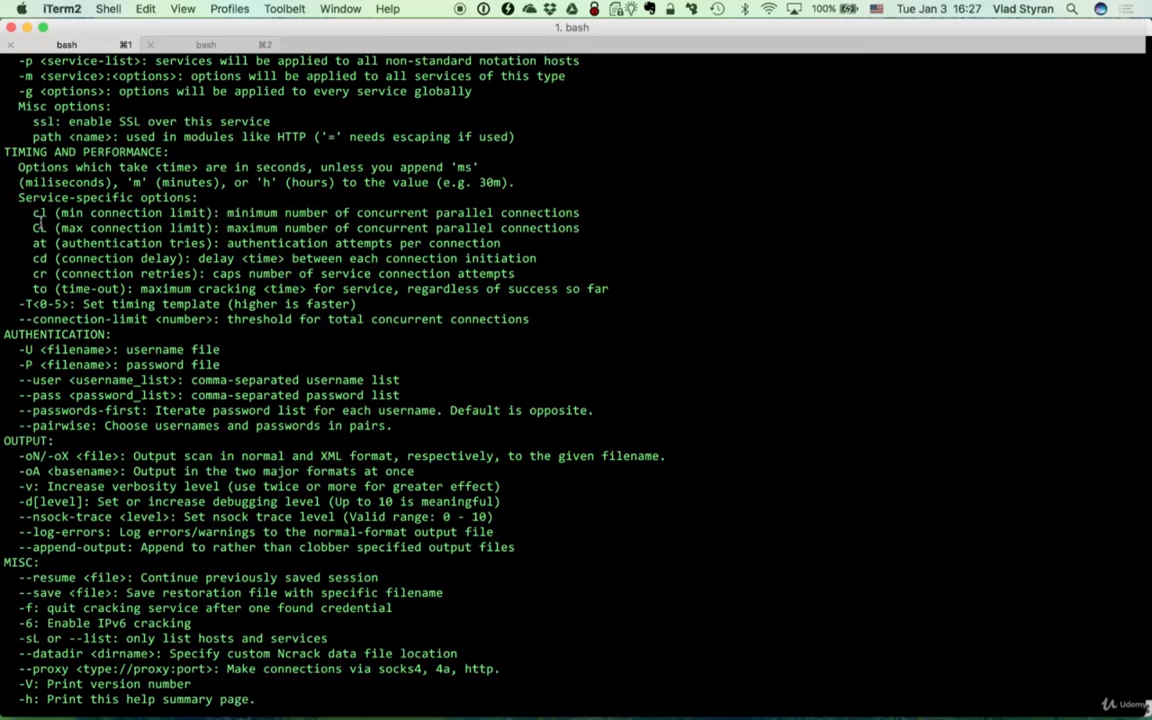 iTerm2 Shell Edit View Profiles Toolbelt Window Help 100% Tue Jan 3 16:27 Vlad Styran
1. bash
bash ⌘1 bash ⌘2
-p <service-list>: services will be applied to all non-standard notation hosts
-m <service>:<options>: options will be applied to all services of this type
-g <options>: options will be applied to every service globally
Misc options:
ssl: enable SSL over this service
path <name>: used in modules like HTTP ('=' needs escaping if used)
TIMING AND PERFORMANCE:
Options which take <time> are in seconds, unless you append 'ms'
(miliseconds), 'm' (minutes), or 'h' (hours) to the value (e.g. 30m).
Service-specific options:
cl (min connection limit): minimum number of concurrent parallel connections
CL (max connection limit): maximum number of concurrent parallel connections
at (authentication tries): authentication attempts per connection
cd (connection delay): delay <time> between each connection initiation
cr (connection retries): caps number of service connection attempts
to (time-out): maximum cracking <time> for service, regardless of success so far
-T<0-5>: Set timing template (higher is faster)
--connection-limit <number>: threshold for total concurrent connections
AUTHENTICATION:
-U <filename>: username file
-P <filename>: password file
--user <username_list>: comma-separated username list
--pass <password_list>: comma-separated password list
--passwords-first: Iterate password list for each username. Default is opposite.
--pairwise: Choose usernames and passwords in pairs.
OUTPUT:
-oN/-oX <file>: Output scan in normal and XML format, respectively, to the given filename.
-oA <basename>: Output in the two major formats at once
-v: Increase verbosity level (use twice or more for greater effect)
-d[level]: Set or increase debugging level (Up to 10 is meaningful)
--nsock-trace <level>: Set nsock trace level (Valid range: 0 - 10)
--log-errors: Log errors/warnings to the normal-format output file
--append-output: Append to rather than clobber specified output files
MISC:
--resume <file>: Continue previously saved session
--save <file>: Save restoration file with specific filename
-f: quit cracking service after one found credential
-6: Enable IPv6 cracking
-sL or --list: only list hosts and services
--datadir <dirname>: Specify custom Ncrack data file location
--proxy <type://proxy:port>: Make connections via socks4, 4a, http.
-V: Print version number
-h: Print this help summary page.
Udemy